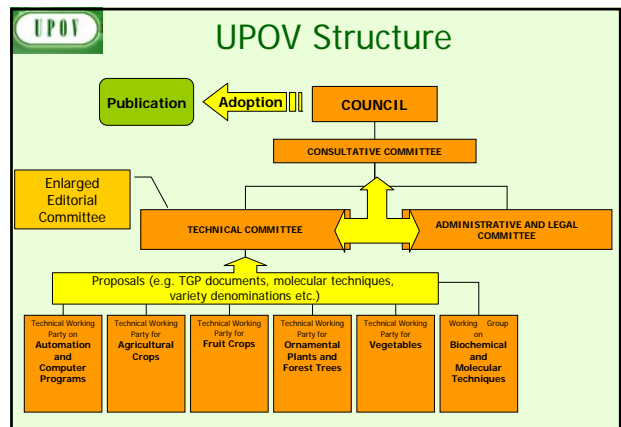 UPOV
UPOV Structure
Publication
Adoption
COUNCIL
CONSULTATIVE COMMITTEE
Enlarged
Editorial
Committee
TECHNICAL COMMITTEE
ADMINISTRATIVE AND LEGAL
COMMITTEE
Proposals (e.g. TGP documents, molecular techniques,
variety denominations etc.)
Technical Working
Party on
Automation
and
Computer
Programs
Technical Working
Party for
Agricultural
Crops
Technical Working
Party for
Fruit Crops
Technical Working
Party for
Ornamental
Plants and
Forest Trees
Technical Working
Party for
Vegetables
Working Group
on
Biochemical
and
Molecular
Techniques